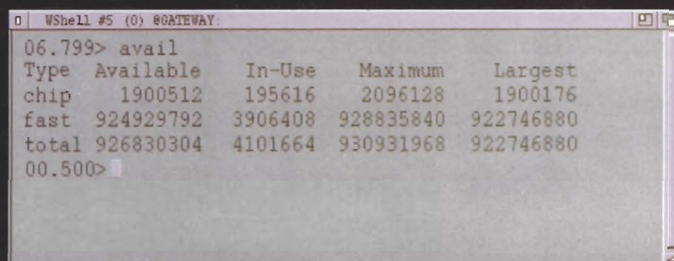 WShell #5 (0) @GATEWAY:
06.799> avail
Type Available In-Use Maximum Largest
chip 1900512 195616 2096128 1900176
fast 924929792 3906408 928835840 922746880
total 926830304 4101664 930931968 922746880
00.500>